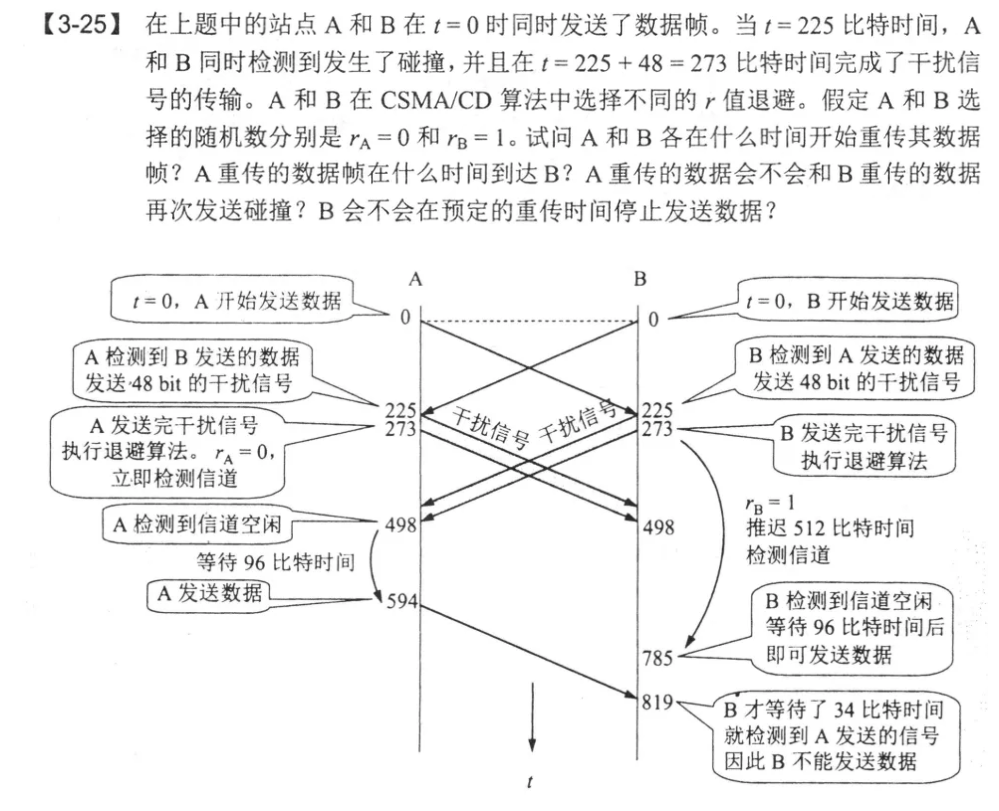 【3-25】 在上题中的站点 A 和 B 在 t = 0 时同时发送了数据帧。当 t = 225 比特时间，A
和 B 同时检测到发生了碰撞，并且在 t = 225 + 48 = 273 比特时间完成了干扰信
号的传输。A 和 B 在 CSMA/CD 算法中选择不同的 r 值退避。假定 A 和 B 选
择的随机数分别是 rA = 0 和 rB = 1。试问 A 和 B 各在什么时间开始重传其数据
帧？A 重传的数据帧在什么时间到达 B？A 重传的数据会不会和 B 重传的数据
再次发送碰撞？B 会不会在预定的重传时间停止发送数据？
A
B
t = 0，A 开始发送数据
0
0
t = 0，B 开始发送数据
A 检测到 B 发送的数据
发送 48 bit 的干扰信号
B 检测到 A 发送的数据
发送 48 bit 的干扰信号
225
273
干扰信号
干扰信号
225
273
A 发送完干扰信号
执行退避算法。rA = 0，
立即检测信道
B 发送完干扰信号
执行退避算法
rB = 1
推迟 512 比特时间
检测信道
A 检测到信道空闲
498
498
等待 96 比特时间
A 发送数据
594
B 检测到信道空闲
等待 96 比特时间后
即可发送数据
785
819
B 才等待了 34 比特时间
就检测到 A 发送的信号
因此 B 不能发送数据
t